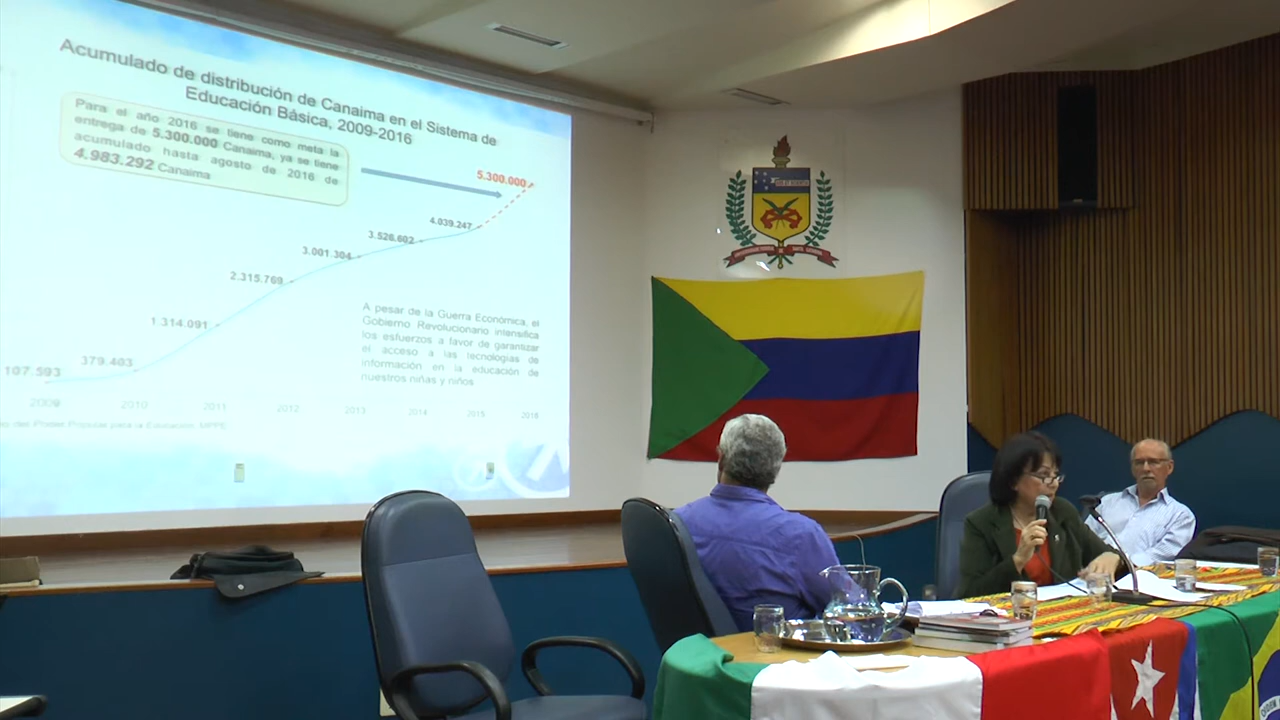 Acumulado de distribución de Canaima en el Sistema de
Educación Básica, 2009-2016
Para el año 2016 se tiene como meta la
entrega de 5.300.000 Canaima, ya se tiene
acumulado hasta agosto de 2016 de
4.983.292 Canaima
5.300.000
4.039.247
3.526.602
3.001.304
2.315.769
1.314.091
379.403
107.593
A pesar de la Guerra Económica, el
Gobierno Revolucionario intensifica
los esfuerzos a favor de garantizar
el acceso a las tecnologías de
información en la educación de
nuestros niñas y niños
2009 2010 2011 2012 2013 2014 2015 2016
del Poder Popular para la Educación, MPPE